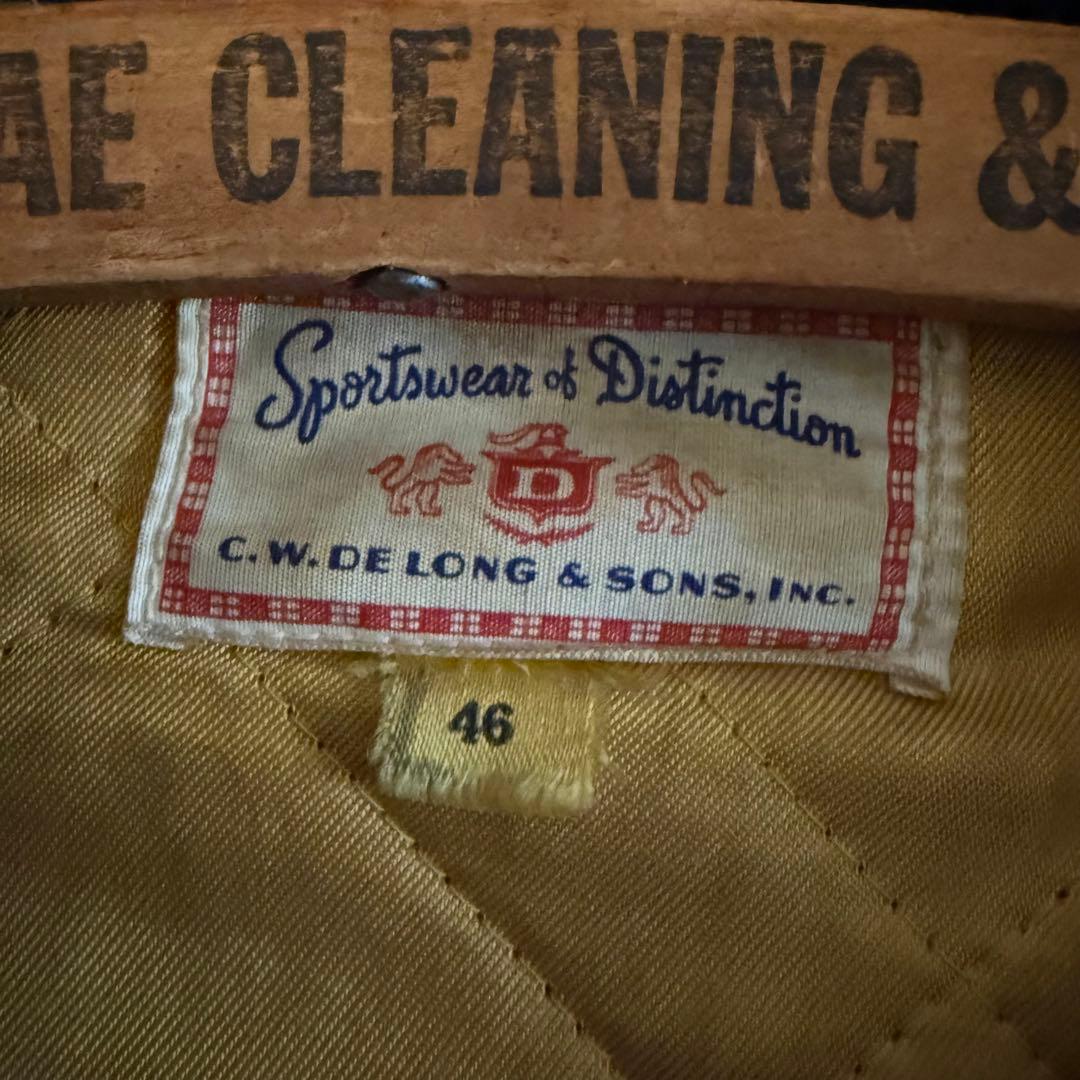 AE CLEANING &
Sportswear of Distinction
D
C.W. DE LONG & SONS, INC.
46